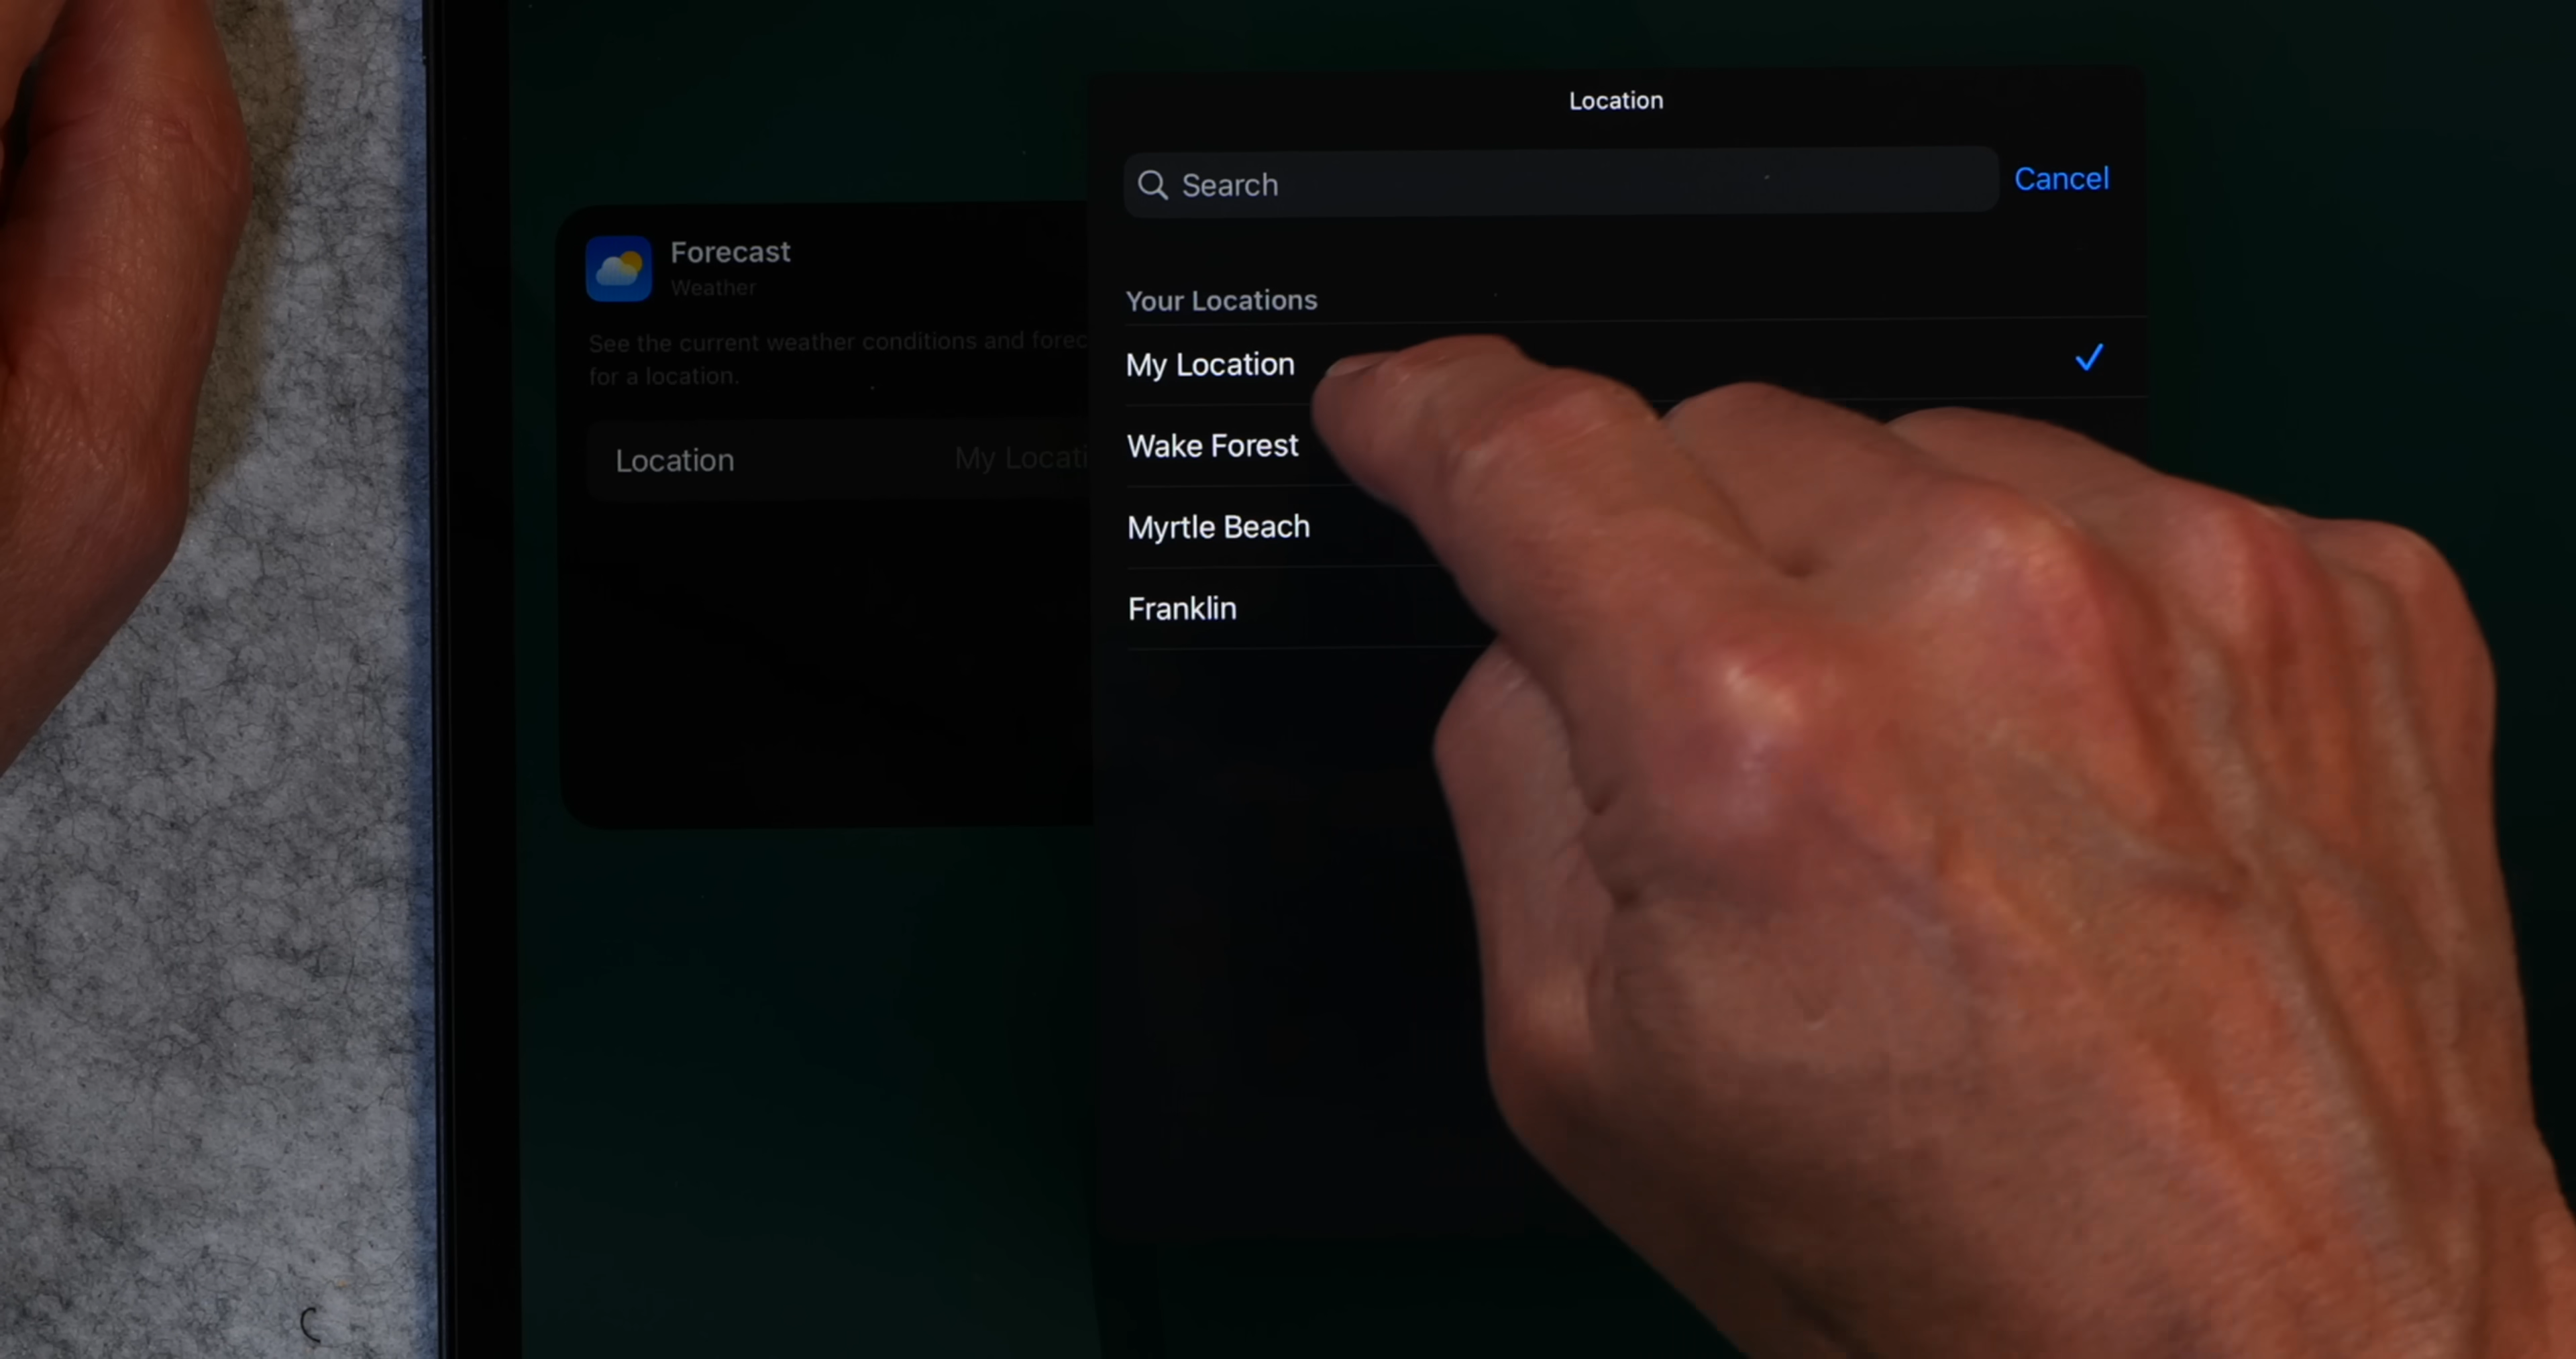 Location
Search
Cancel
Forecast
Weather
See the current weather conditions and forec
for a location.
Location My Locati
Your Locations
My Location
Wake Forest
Myrtle Beach
Franklin